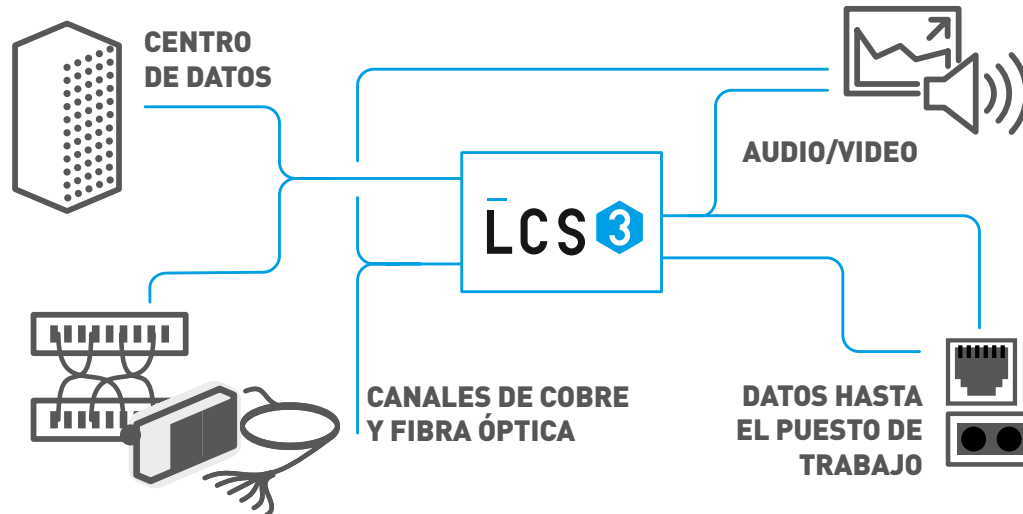 CENTRO
DE DATOS
AUDIO/VIDEO
LCS3
CANALES DE COBRE
Y FIBRA ÓPTICA
DATOS HASTA
EL PUESTO DE
TRABAJO